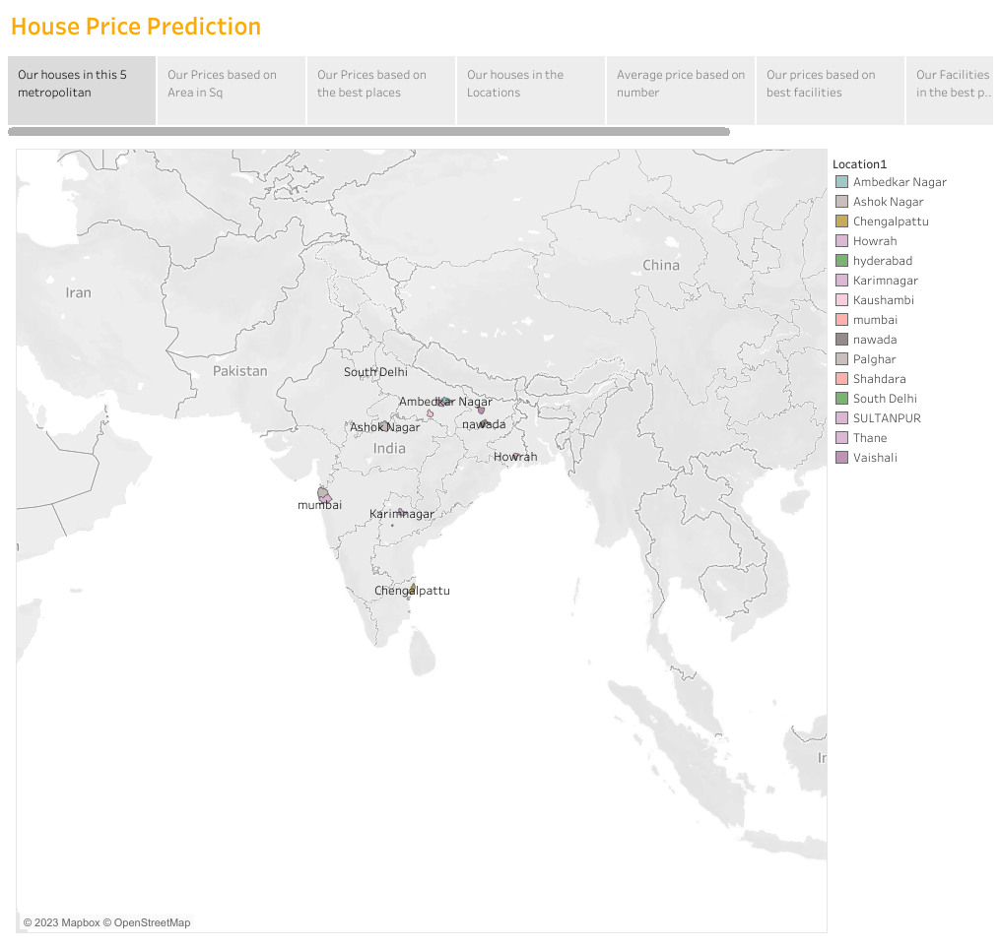 House Price Prediction
Our houses in this 5
metropolitan
Our Prices based on
Area in Sq
Our Prices based on
the best places
Our houses in the
Locations
Average price based on
number
Our prices based on
best facilities
Our Facilities
in the best p..
Location1
Ambedkar Nagar
Ashok Nagar
Chengalpattu
Howrah
hyderabad
Karimnagar
Kaushambi
mumbai
nawada
Palghar
Shahdara
South Delhi
SULTANPUR
Thane
Vaishali
China
Iran
Pakistan
South Delhi
Ambedkar Nagar
Ashok Nagar
nawada
India
Howrah
mumbai
Karimnagar
Chengalpattu
© 2023 Mapbox © OpenStreetMap